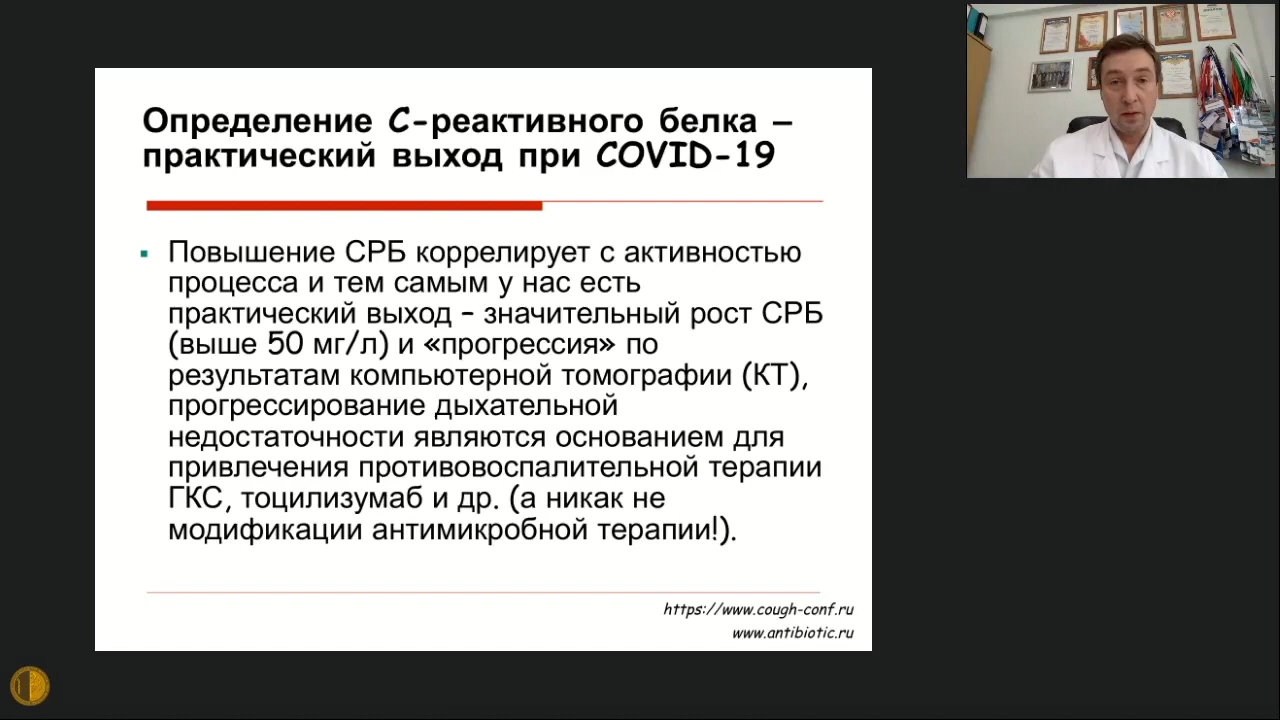 Определение С-реактивного белка –
практический выход при COVID-19
Повышение СРБ коррелирует с активностью
процесса и тем самым у нас есть
практический выход – значительный рост СРБ
(выше 50 мг/л) и «прогрессия» по
результатам компьютерной томографии (КТ),
прогрессирование дыхательной
недостаточности являются основанием для
привлечения противовоспалительной терапии
ГКС, тоцилизумаб и др. (а никак не
модификации антимикробной терапии!).
https://www.cough-conf.ru
www.antibiotic.ru